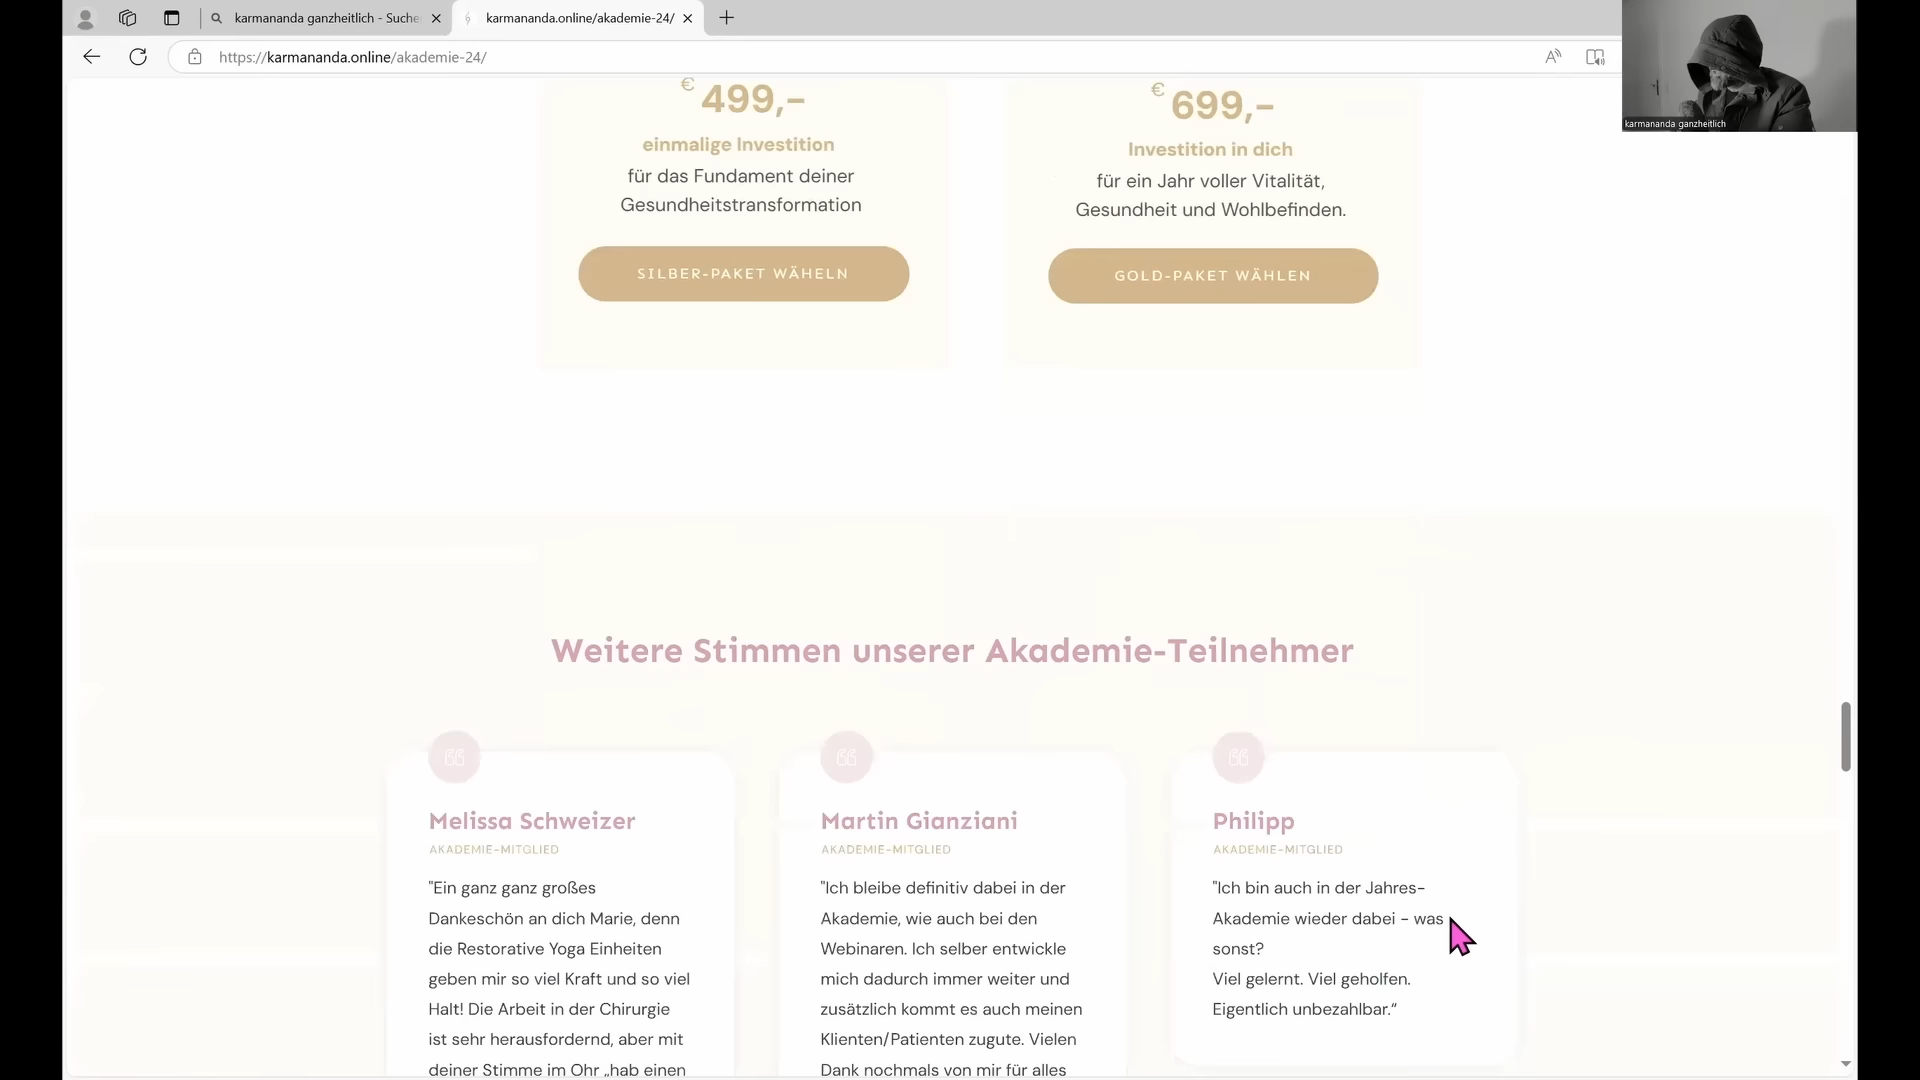 karmananda ganzheitlich - Suche
karmananda.online/akademie-24/
https://karmananda.online/akademie-24/
karmananda ganzheitlich
€ 499,–
einmalige Investition
für das Fundament deiner
Gesundheitstransformation
SILBER-PAKET WÄHELN
€ 699,–
Investition in dich
für ein Jahr voller Vitalität,
Gesundheit und Wohlbefinden.
GOLD-PAKET WÄHLEN
Weitere Stimmen unserer Akademie-Teilnehmer
Melissa Schweizer
AKADEMIE-MITGLIED
"Ein ganz ganz großes
Dankeschön an dich Marie, denn
die Restorative Yoga Einheiten
geben mir so viel Kraft und so viel
Halt! Die Arbeit in der Chirurgie
ist sehr herausfordernd, aber mit
deiner Stimme im Ohr „hab einen
Martin Gianziani
AKADEMIE-MITGLIED
"Ich bleibe definitiv dabei in der
Akademie, wie auch bei den
Webinaren. Ich selber entwickle
mich dadurch immer weiter und
zusätzlich kommt es auch meinen
Klienten/Patienten zugute. Vielen
Dank nochmals von mir für alles
Philipp
AKADEMIE-MITGLIED
"Ich bin auch in der Jahres-
Akademie wieder dabei - was
sonst?
Viel gelernt. Viel geholfen.
Eigentlich unbezahlbar.“